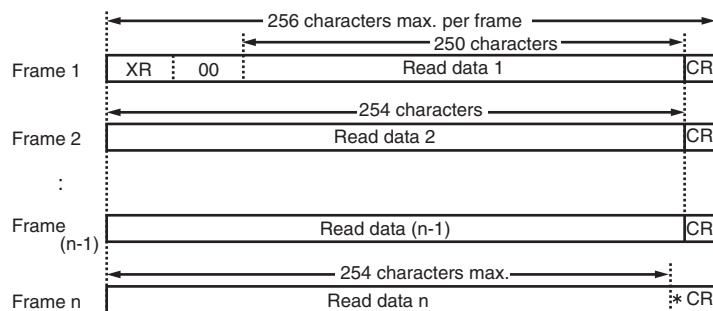 256 characters max. per frame
250 characters
Frame 1 XR 00 Read data 1 CR
254 characters
Frame 2 Read data 2 CR
:
Frame (n-1) Read data (n-1) CR
254 characters max.
Frame n Read data n * CR